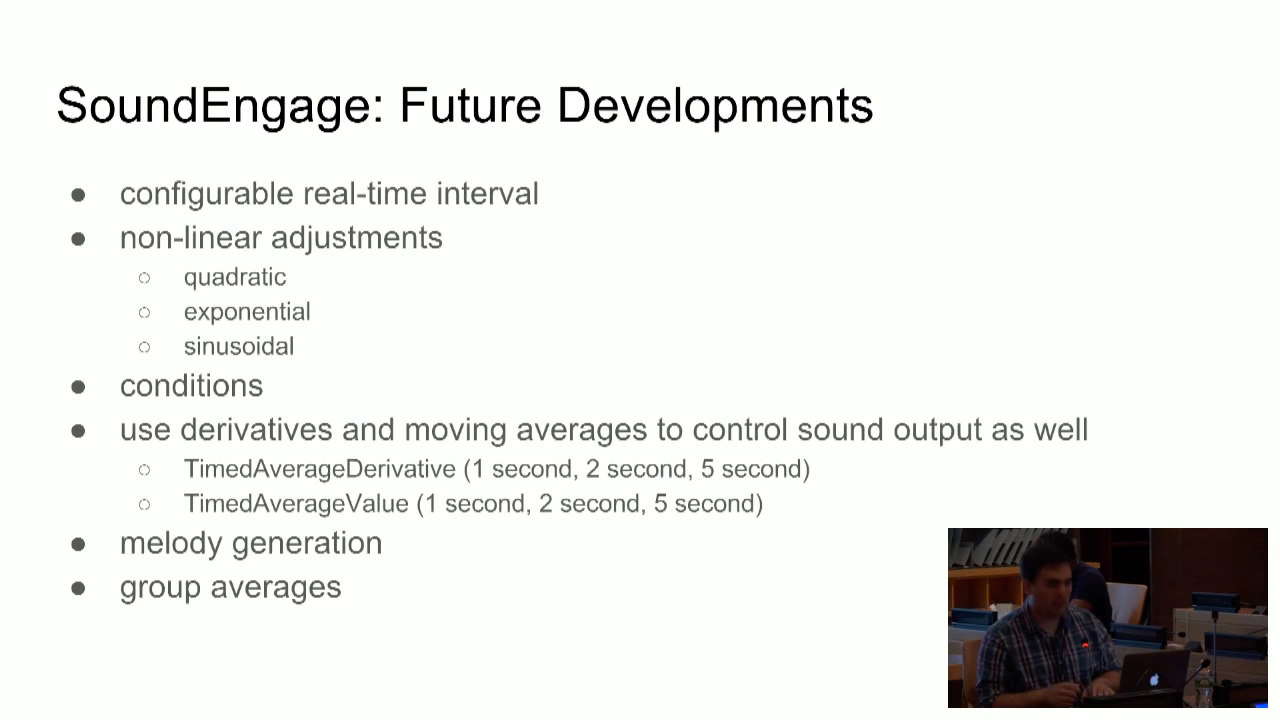 SoundEngage: Future Developments
● configurable real-time interval
● non-linear adjustments
○ quadratic
○ exponential
○ sinusoidal
● conditions
● use derivatives and moving averages to control sound output as well
○ TimedAverageDerivative (1 second, 2 second, 5 second)
○ TimedAverageValue (1 second, 2 second, 5 second)
● melody generation
● group averages